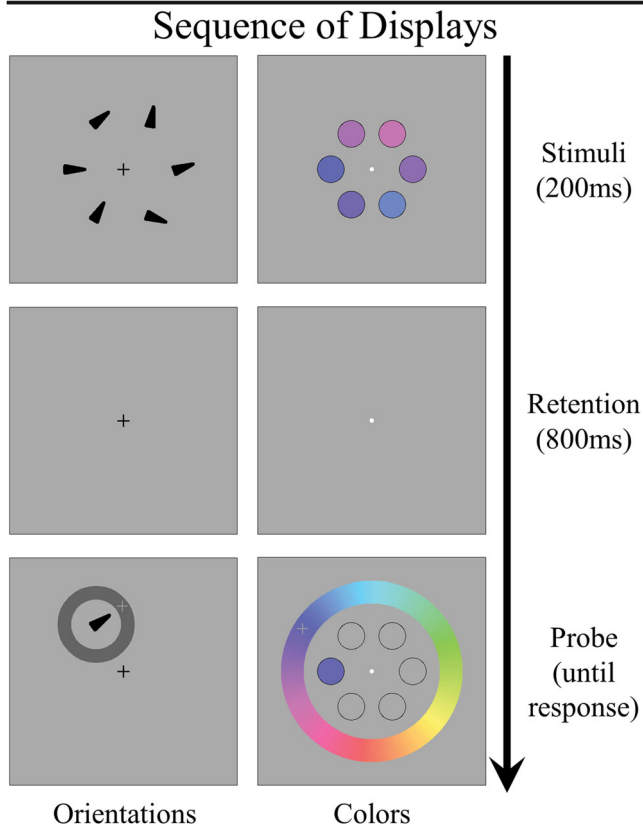 Sequence of Displays
Stimuli
(200ms)
Retention
(800ms)
Probe
(until
response)
Orientations
Colors